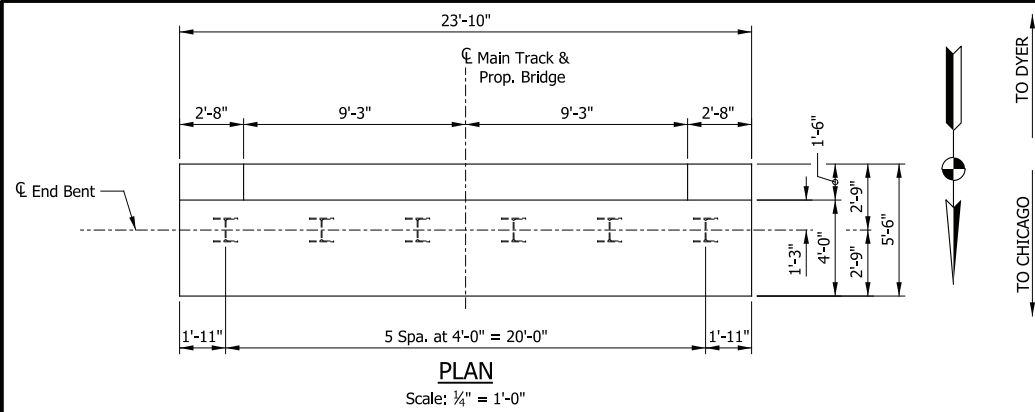 23'-10"
℄ Main Track &
Prop. Bridge
2'-8"
9'-3"
9'-3"
2'-8"
1'-6"
TO DYER
℄ End Bent
2'-9"
5'-6"
1'-3"
4'-0"
2'-9"
TO CHICAGO
1'-11"
5 Spa. at 4'-0" = 20'-0"
1'-11"
PLAN
Scale: ¼" = 1'-0"